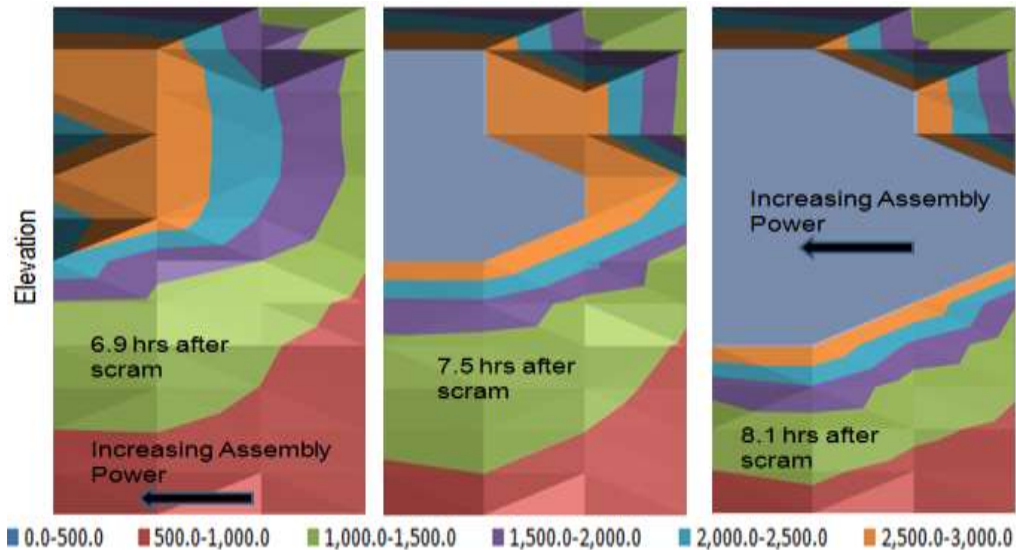 Elevation
6.9 hrs after
scram
Increasing Assembly
Power
7.5 hrs after
scram
Increasing Assembly
Power
8.1 hrs after
scram
0.0-500.0 500.0-1,000.0 1,000.0-1,500.0 1,500.0-2,000.0 2,000.0-2,500.0 2,500.0-3,000.0